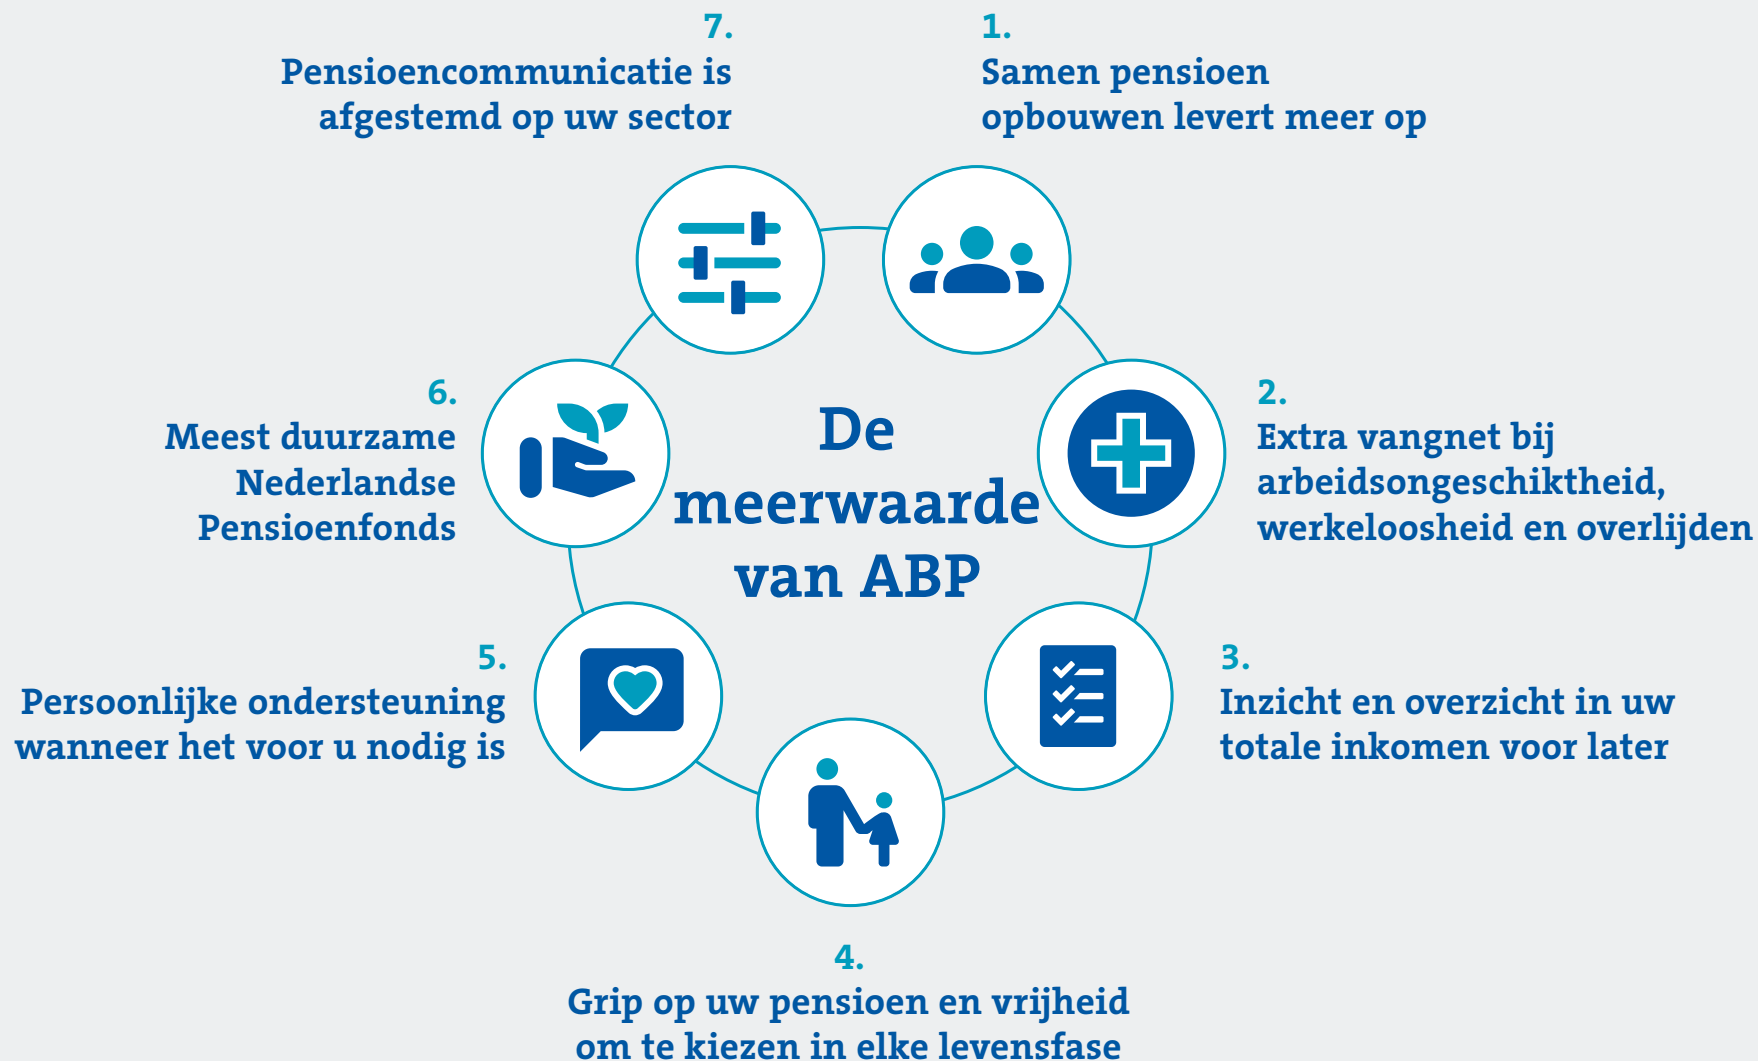 De
meerwaarde
van ABP
1.
Samen pensioen
opbouwen levert meer op
2.
Extra vangnet bij
arbeidsongeschiktheid,
werkeloosheid en overlijden
3.
Inzicht en overzicht in uw
totale inkomen voor later
4.
Grip op uw pensioen en vrijheid
om te kiezen in elke levensfase
5.
Persoonlijke ondersteuning
wanneer het voor u nodig is
6.
Meest duurzame
Nederlandse
Pensioenfonds
7.
Pensioencommunicatie is
afgestemd op uw sector